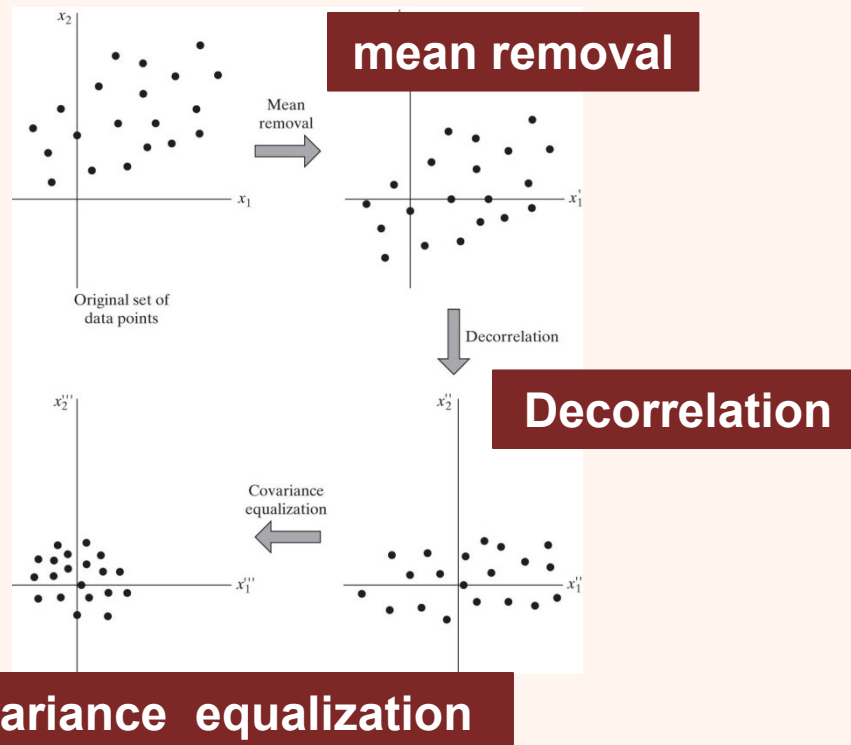 x₂
mean removal
Mean
removal
x₁
x₁'
Original set of
data points
Decorrelation
x₂'''
x₂''
Decorrelation
Covariance
equalization
x₁'''
x₁''
ariance equalization